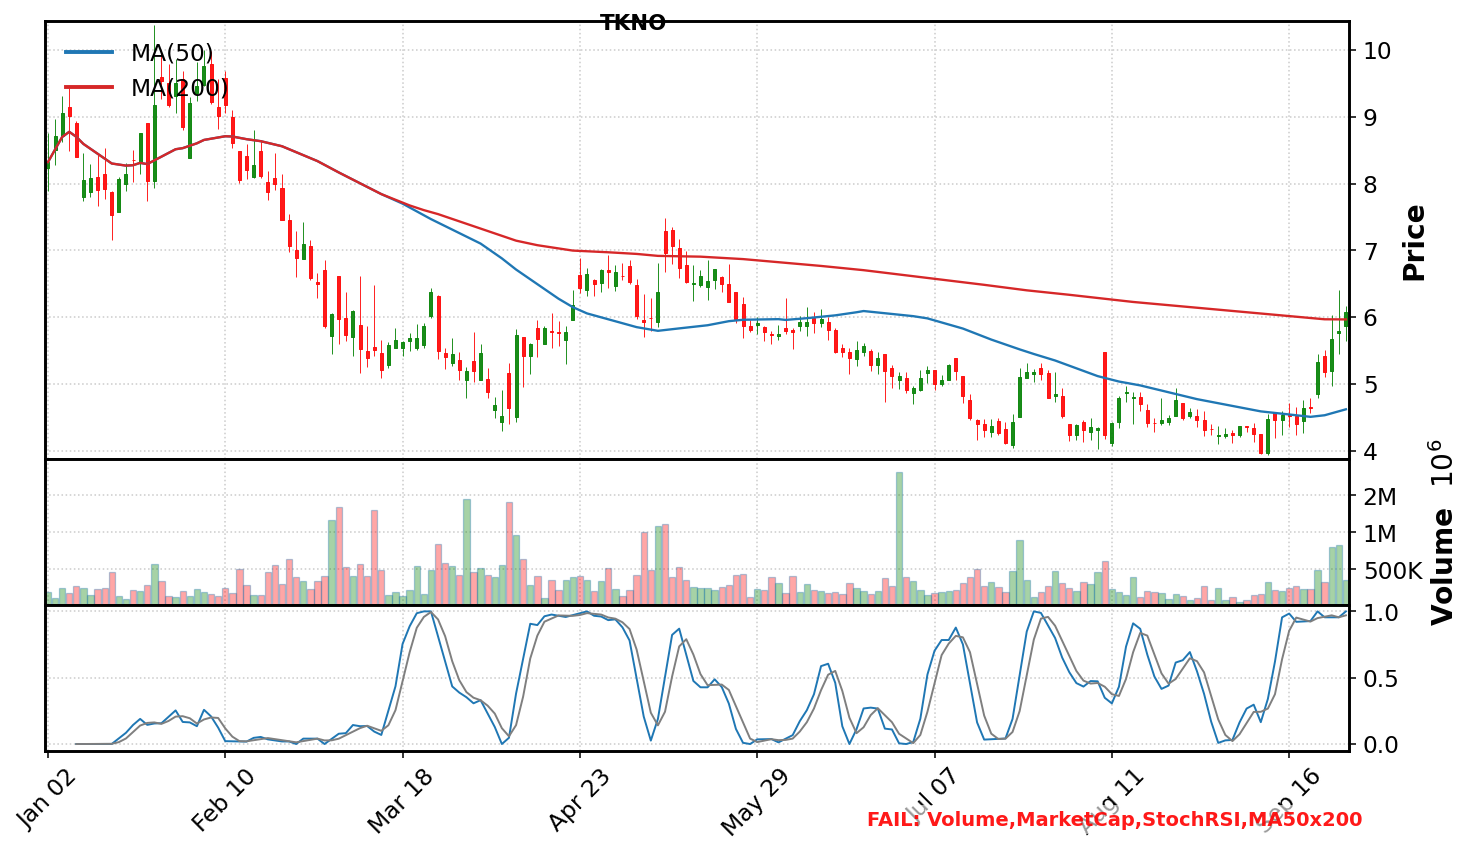 TKNO
MA(50)
MA(200)
10
9
8
7
6
5
4
Price
2M
1M
500K
Volume 10^6
1.0
0.5
0.0
Jan 02
Feb 10
Mar 18
Apr 23
May 29
Jul 07
Aug 11
Sep 16
FAIL: Volume,MarketCap,StochRSI,MA50x200